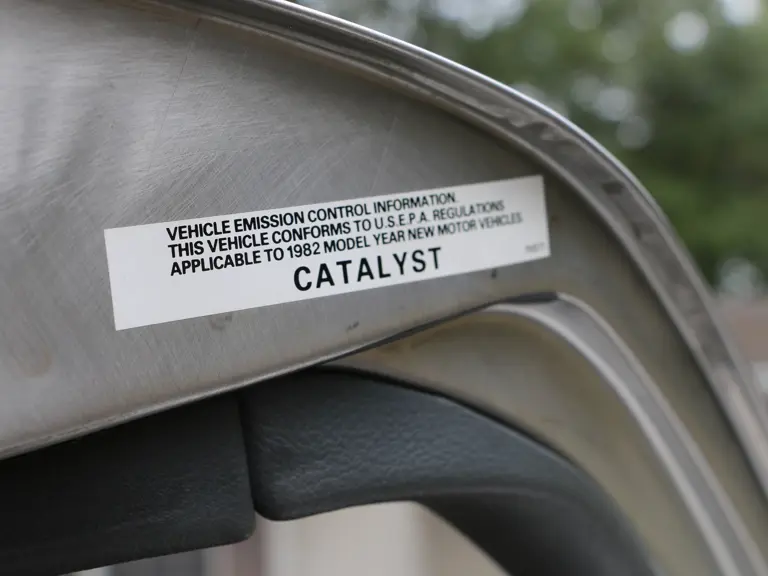 VEHICLE EMISSION CONTROL INFORMATION.
THIS VEHICLE CONFORMS TO U.S.E.P.A. REGULATIONS
APPLICABLE TO 1982 MODEL YEAR NEW MOTOR VEHICLES
CATALYST